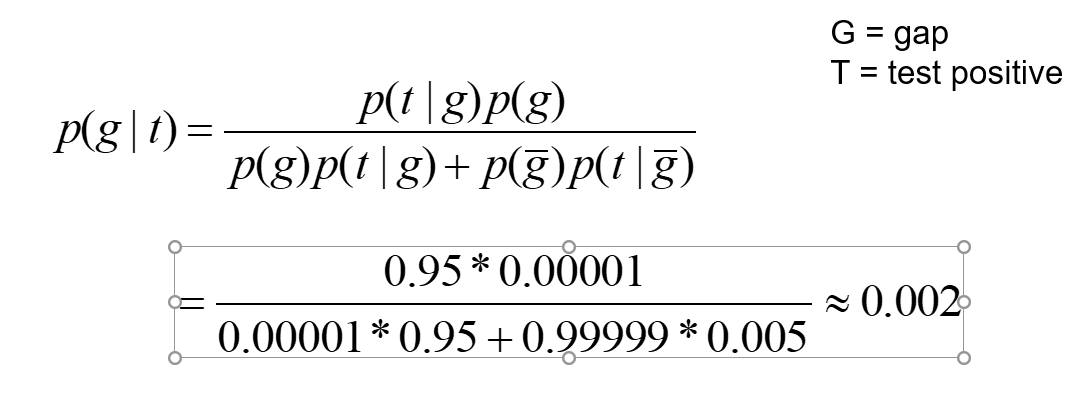 G = gap
T = test positive
p(g | t) = p(t | g)p(g) / p(g)p(t | g) + p(g̅)p(t | g̅)
= 0.95 * 0.00001 / 0.00001 * 0.95 + 0.99999 * 0.005 ≈ 0.002